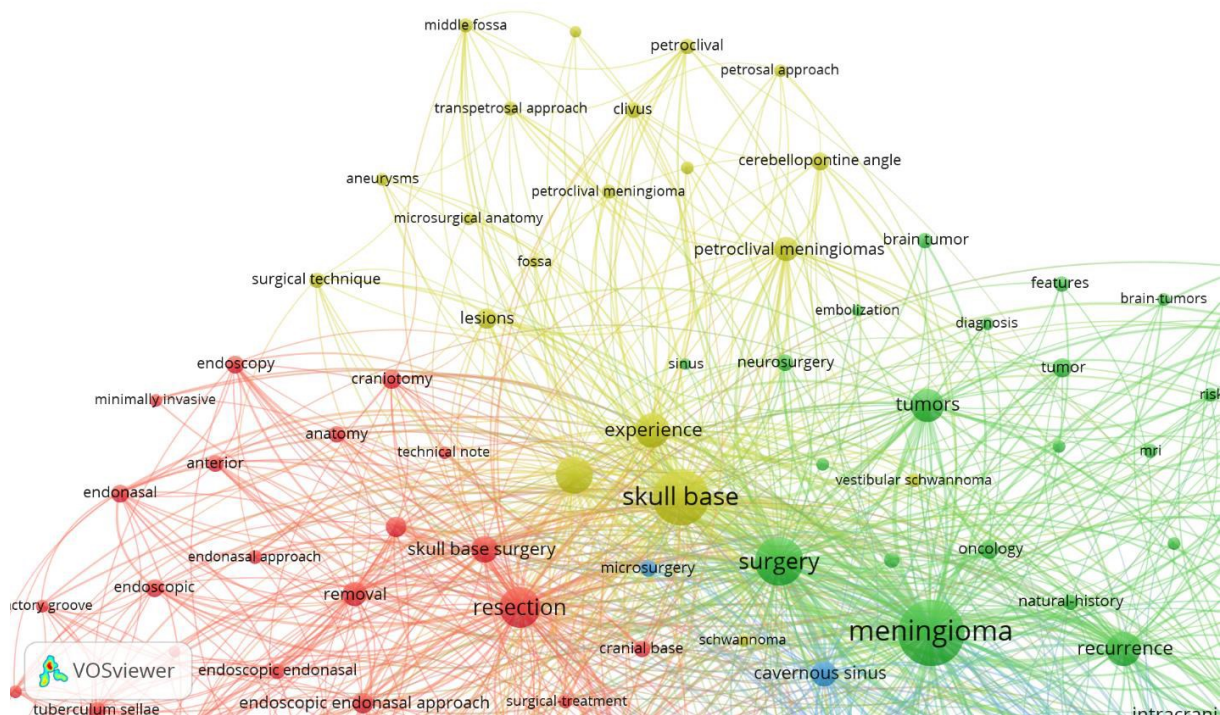 middle fossa
petroclival
petrosal approach
transpetrosal approach
clivus
cerebellopontine angle
aneurysms
petroclival meningioma
microsurgical anatomy
brain tumor
petroclival meningiomas
fossa
surgical technique
features
brain-tumors
embolization
lesions
diagnosis
endoscopy
sinus
neurosurgery
tumor
craniotomy
minimally invasive
tumors
risk
experience
anatomy
technical note
mri
anterior
vestibular schwannoma
endonasal
skull base
skull base surgery
oncology
endonasal approach
surgery
microsurgery
endoscopic
removal
natural-history
ctory groove
resection
meningioma
schwannoma
cranial base
recurrence
VOSviewer
endoscopic endonasal
cavernous sinus
endoscopic endonasal approach
surgical treatment
tuberculum sellae
intracrani